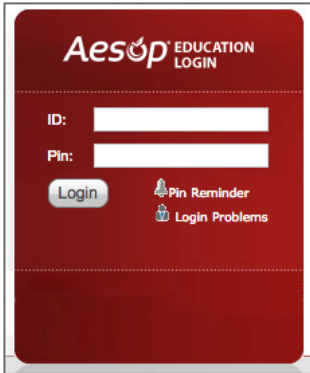 Aesop EDUCATION
LOGIN
ID:
Pin:
Login
Pin Reminder
Login Problems